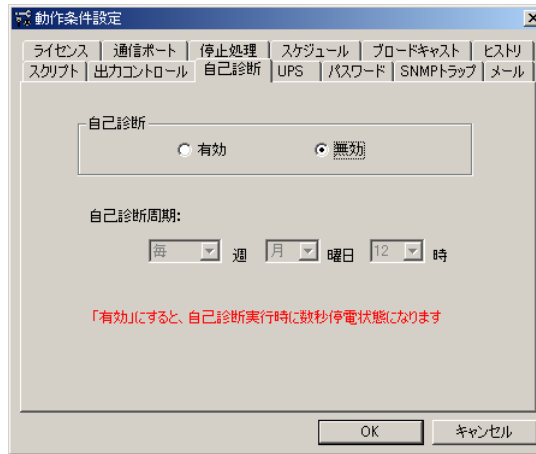 動作条件設定
ライセンス 通信ポート 停止処理 スケジュール ブロードキャスト ヒストリ
スクリプト 出力コントロール 自己診断 UPS パスワード SNMPトラップ メール
自己診断
有効 無効
自己診断周期:
毎 週 月 曜日 12 時
「有効」にすると、自己診断実行時に数秒停電状態になります
OK キャンセル